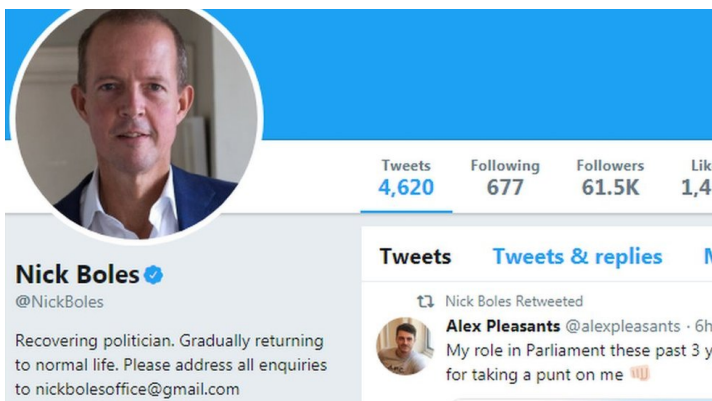 Tweets Following Followers
4,620 677 61.5K
Tweets Tweets & replies
Nick Boles
@NickBoles
Recovering politician. Gradually returning
to normal life. Please address all enquiries
to nickbolesoffice@gmail.com
Nick Boles Retweeted
Alex Pleasants @alexpleasants · 6h
My role in Parliament these past 3 y
for taking a punt on me